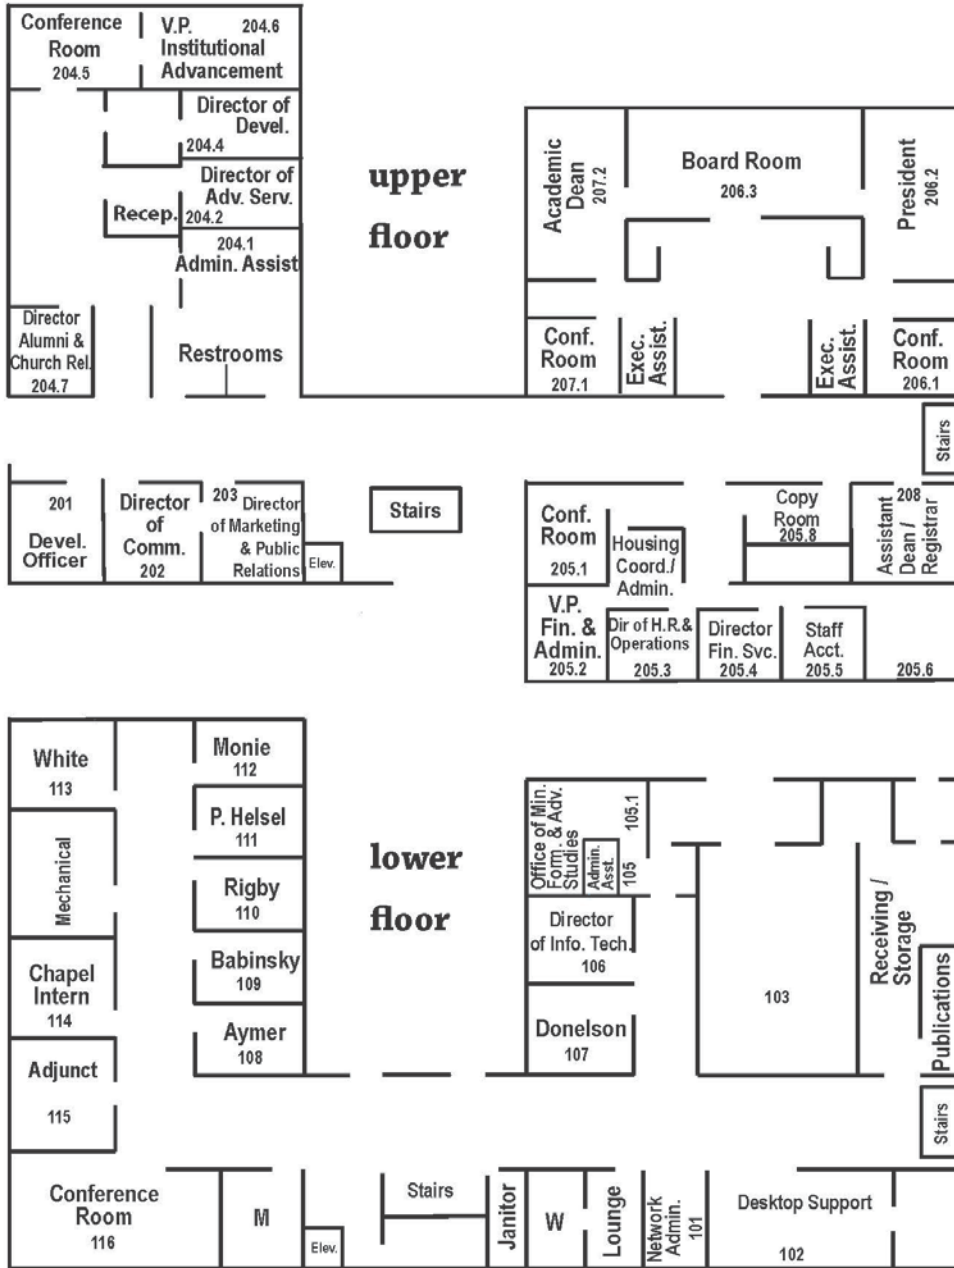 Conference
Room
204.5
V.P. 204.6
Institutional
Advancement
Director of
Devel.
204.4
Director of
Adv. Serv.
204.2
Recep.
204.1
Admin. Assist
Director
Alumni &
Church Rel.
204.7
Restrooms
upper
floor
Academic
Dean
207.2
Board Room
206.3
President
206.2
Conf.
Room
207.1
Exec.
Assist.
Exec.
Assist.
Conf.
Room
206.1
Stairs
201
Devel.
Officer
Director
of
Comm.
202
203
Director
of Marketing
& Public
Relations
Elev.
Stairs
Conf.
Room
205.1
Housing
Coord./
Admin.
Copy
Room
205.8
208
Assistant
Dean /
Registrar
V.P.
Fin. &
Admin.
205.2
Dir of H.R.&
Operations
205.3
Director
Fin. Svc.
205.4
Staff
Acct.
205.5
205.6
White
113
Monie
112
Mechanical
P. Helsel
111
Rigby
110
Chapel
Intern
114
Babinsky
109
Adjunct
115
Aymer
108
lower
floor
Office of Min.
Form. & Adv.
Studies
105.1
Admin.
Asst.
105
Director
of Info. Tech.
106
Donelson
107
103
Receiving /
Storage
Publications
Stairs
Conference
Room
116
M
Elev.
Stairs
Janitor
W
Lounge
Network
Admin.
101
Desktop Support
102